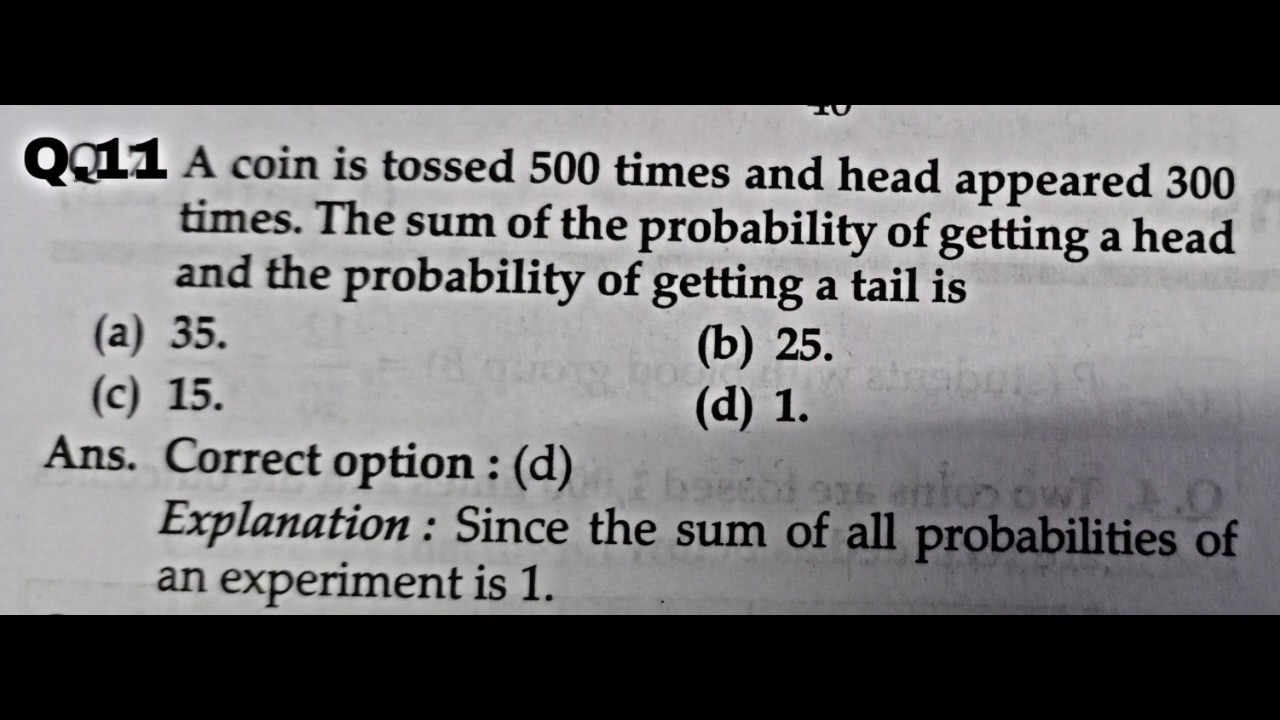 Q.11 A coin is tossed 500 times and head appeared 300
times. The sum of the probability of getting a head
and the probability of getting a tail is
(a) 35. (b) 25.
(c) 15. (d) 1.
Ans. Correct option : (d)
Explanation : Since the sum of all probabilities of
an experiment is 1.